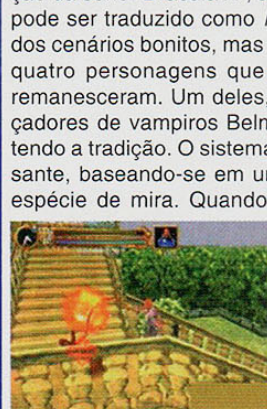 pode ser traduzido como
dos cenários bonitos, mas
quatro personagens que
remanesceram. Um deles,
çadores de vampiros Beln
tendo a tradição. O sistema
sante, baseando-se em u
espécie de mira. Quando